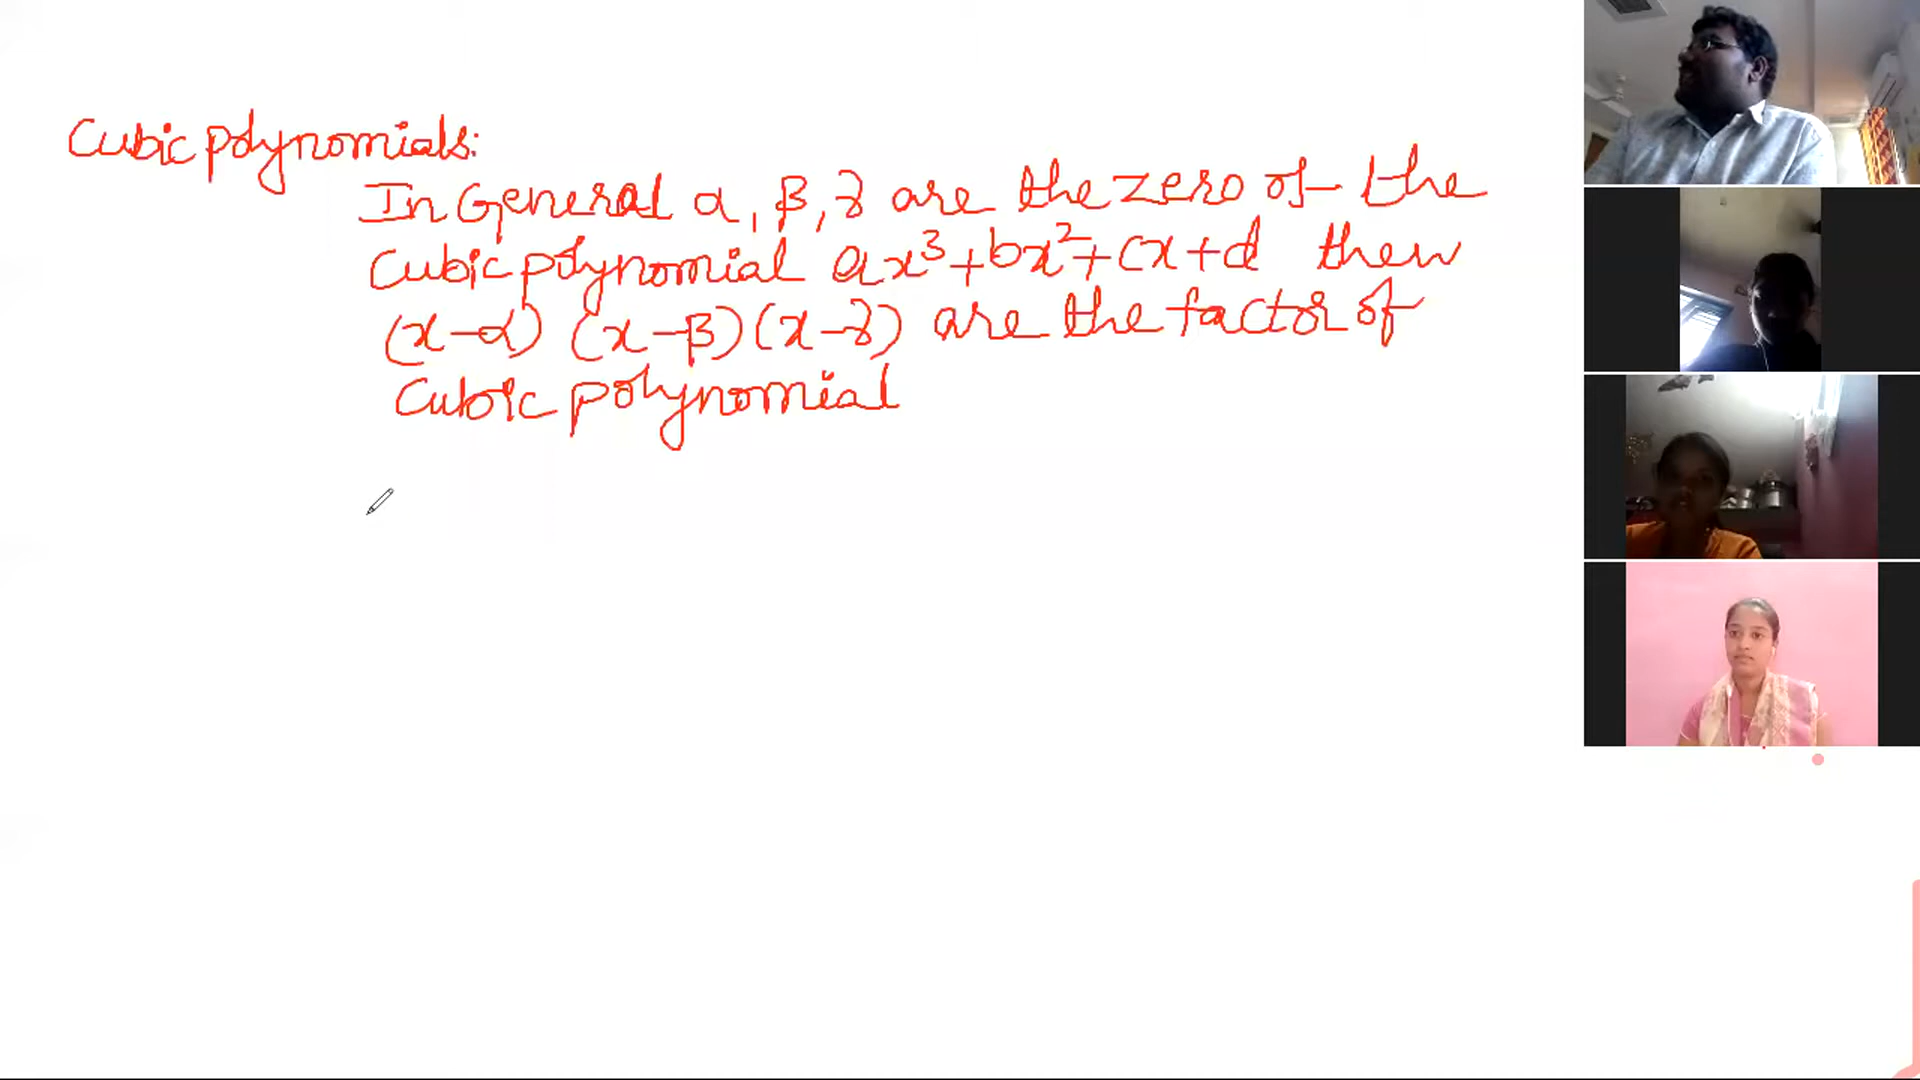 Cubic polynomials:
In General α, β, γ are the zero of the
Cubic polynomial ax³+bx²+cx+d then
(x-α) (x-β)(x-γ) are the factor of
Cubic polynomial